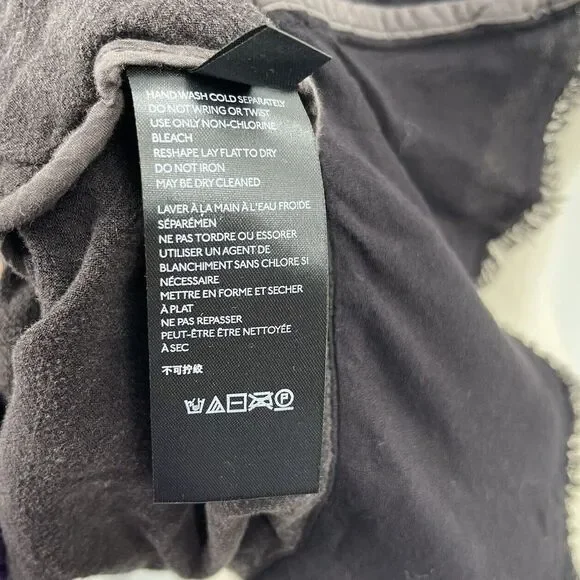 HAND WASH COLD SEPARATELY
DO NOT WRING OR TWIST
USE ONLY NON-CHLORINE
BLEACH
RESHAPE LAY FLAT TO DRY
DO NOT IRON
MAY BE DRY CLEANED
LAVER À LA MAIN À L'EAU FROIDE
SÉPARÉMEN
NE PAS TORDRE OU ESSORER
UTILISER UN AGENT DE
BLANCHIMENT SANS CHLORE SI
NÉCESSAIRE
METTRE EN FORME ET SECHER
À PLAT
NE PAS REPASSER
PEUT-ÊTRE ÊTRE NETTOYÉE
À SEC
不可拧绞
P